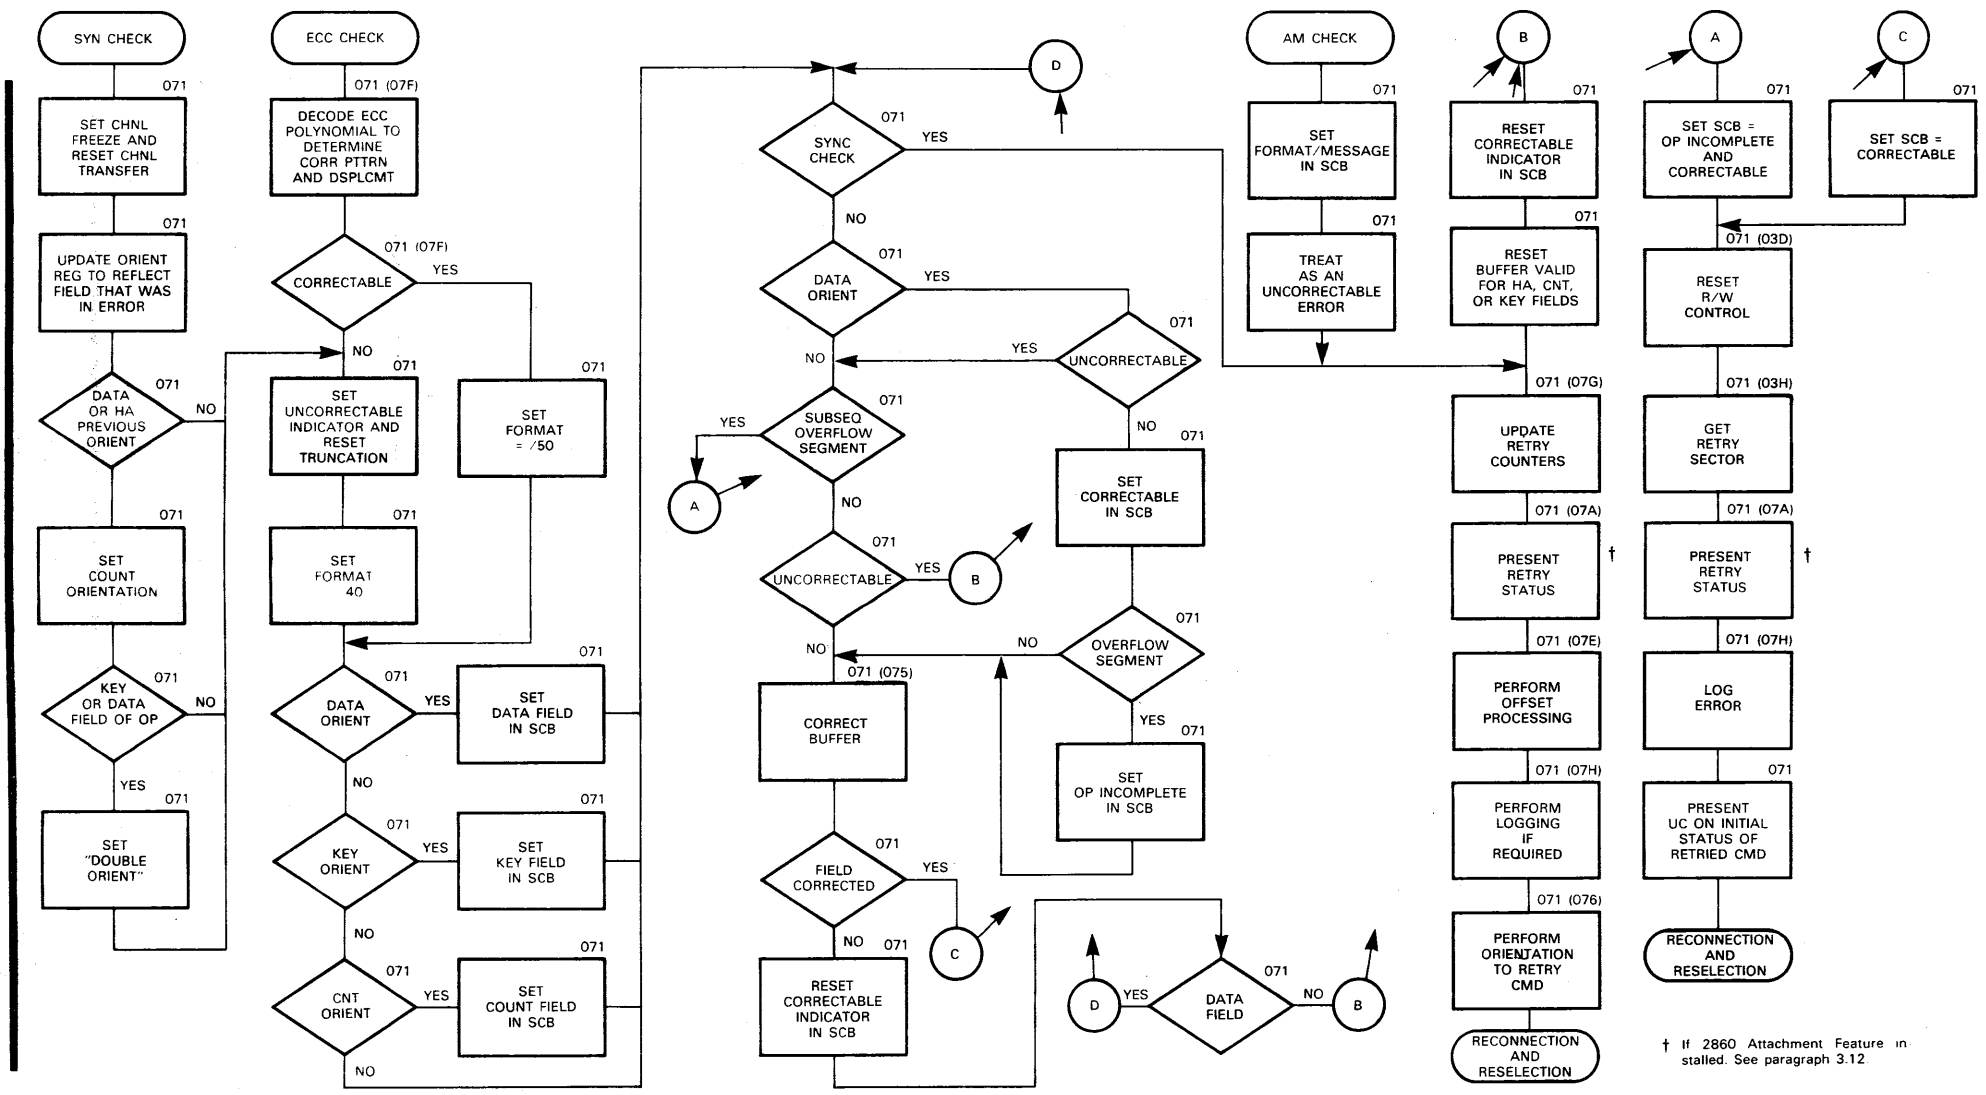 SYN CHECK
071
SET CHNL
FREEZE AND
RESET CHNL
TRANSFER
071
UPDATE ORIENT
REG TO REFLECT
FIELD THAT WAS
IN ERROR
071
DATA
OR HA
PREVIOUS
ORIENT
NO
071
SET
COUNT
ORIENTATION
071
KEY
OR DATA
FIELD OF OP
NO
YES
071
SET
"DOUBLE
ORIENT"
ECC CHECK
071 (07F)
DECODE ECC
POLYNOMIAL TO
DETERMINE
CORR PTTRN
AND DSPLCMT
071 (07F)
CORRECTABLE
YES
NO
071
SET
UNCORRECTABLE
INDICATOR AND
RESET
TRUNCATION
071
SET
FORMAT
= /50
071
SET
FORMAT
40
071
DATA
ORIENT
YES
071
SET
DATA FIELD
IN SCB
NO
071
KEY
ORIENT
YES
071
SET
KEY FIELD
IN SCB
NO
071
CNT
ORIENT
YES
071
SET
COUNT FIELD
IN SCB
NO
D
071
SYNC
CHECK
YES
NO
071
DATA
ORIENT
YES
071
UNCORRECTABLE
YES
NO
NO
071
SUBSEQ
OVERFLOW
SEGMENT
YES
A
NO
071
UNCORRECTABLE
YES
B
NO
071
SET
CORRECTABLE
IN SCB
071
OVERFLOW
SEGMENT
NO
YES
071
SET
OP INCOMPLETE
IN SCB
071 (075)
CORRECT
BUFFER
071
FIELD
CORRECTED
YES
C
NO
071
RESET
CORRECTABLE
INDICATOR
IN SCB
071
DATA
FIELD
YES
D
NO
B
AM CHECK
071
SET
FORMAT/MESSAGE
IN SCB
071
TREAT
AS AN
UNCORRECTABLE
ERROR
B
071
RESET
CORRECTABLE
INDICATOR
IN SCB
071
RESET
BUFFER VALID
FOR HA, CNT,
OR KEY FIELDS
071 (07G)
UPDATE
RETRY
COUNTERS
071 (07A)
PRESENT
RETRY
STATUS
†
071 (07E)
PERFORM
OFFSET
PROCESSING
071 (07H)
PERFORM
LOGGING
IF
REQUIRED
071 (076)
PERFORM
ORIENTATION
TO RETRY
CMD
RECONNECTION
AND
RESELECTION
A
071
SET SCB =
OP INCOMPLETE
AND
CORRECTABLE
C
071
SET SCB =
CORRECTABLE
071 (03D)
RESET
R/W
CONTROL
071 (03H)
GET
RETRY
SECTOR
071 (07A)
PRESENT
RETRY
STATUS
†
071 (07H)
LOG
ERROR
071
PRESENT
UC ON INITIAL
STATUS OF
RETRIED CMD
RECONNECTION
AND
RESELECTION
† If 2860 Attachment Feature in
stalled. See paragraph 3.12.